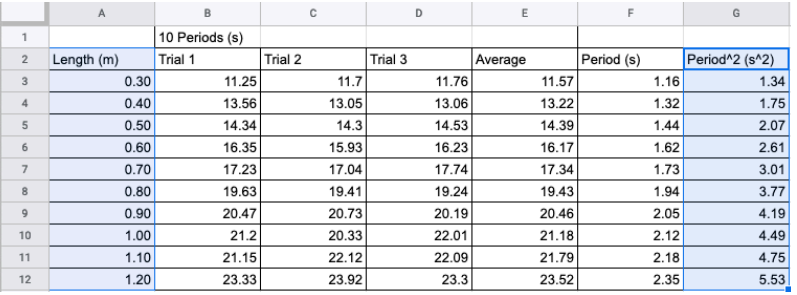 A B C D E F G
1 10 Periods (s)
2 Length (m) Trial 1 Trial 2 Trial 3 Average Period (s) Period^2 (s^2)
3 0.30 11.25 11.7 11.76 11.57 1.16 1.34
4 0.40 13.56 13.05 13.06 13.22 1.32 1.75
5 0.50 14.34 14.3 14.53 14.39 1.44 2.07
6 0.60 16.35 15.93 16.23 16.17 1.62 2.61
7 0.70 17.23 17.04 17.74 17.34 1.73 3.01
8 0.80 19.63 19.41 19.24 19.43 1.94 3.77
9 0.90 20.47 20.73 20.19 20.46 2.05 4.19
10 1.00 21.2 20.33 22.01 21.18 2.12 4.49
11 1.10 21.15 22.12 22.09 21.79 2.18 4.75
12 1.20 23.33 23.92 23.3 23.52 2.35 5.53